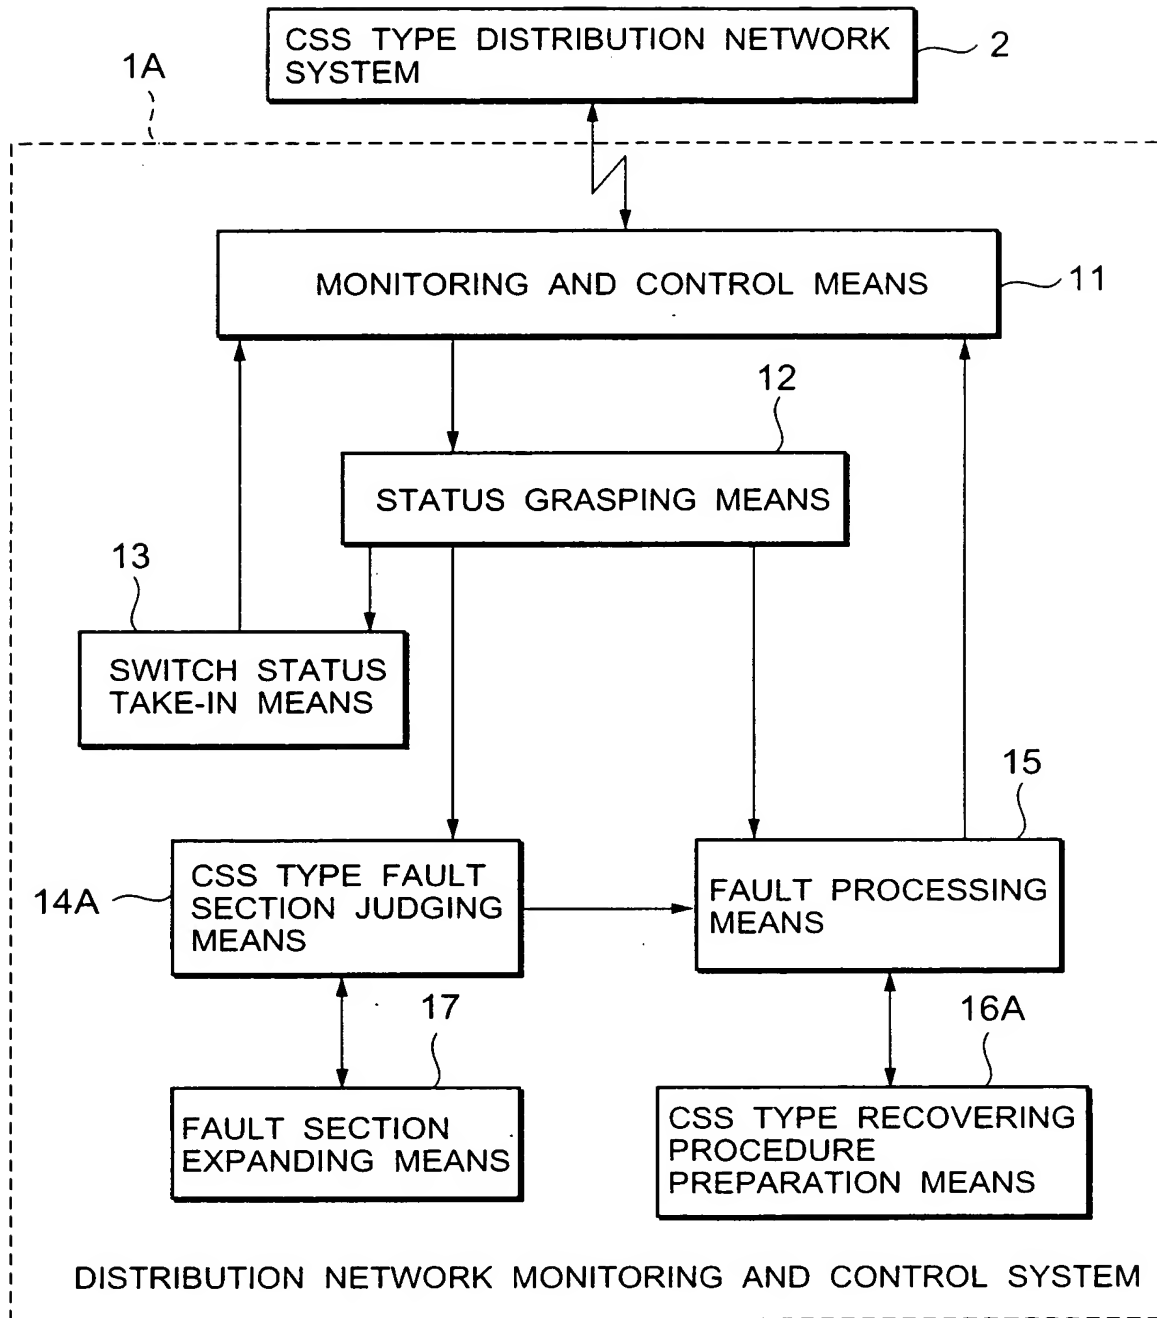 CSS TYPE DISTRIBUTION NETWORK
SYSTEM
2
1A
MONITORING AND CONTROL MEANS
11
12
STATUS GRASPING MEANS
13
SWITCH STATUS
TAKE-IN MEANS
15
14A
CSS TYPE FAULT
SECTION JUDGING
MEANS
FAULT PROCESSING
MEANS
17
16A
FAULT SECTION
EXPANDING MEANS
CSS TYPE RECOVERING
PROCEDURE
PREPARATION MEANS
DISTRIBUTION NETWORK MONITORING AND CONTROL SYSTEM